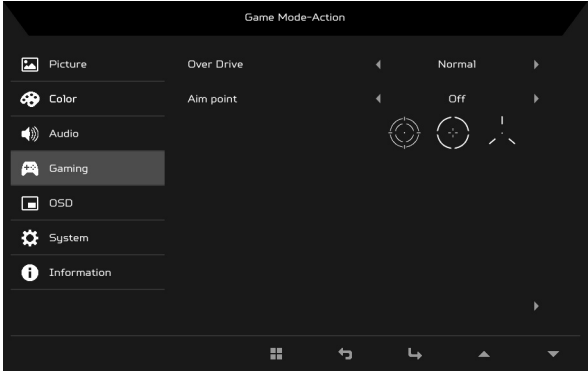 Game Mode-Action
Picture
Over Drive Normal
Color
Aim point Off
Audio
Gaming
OSD
System
Information